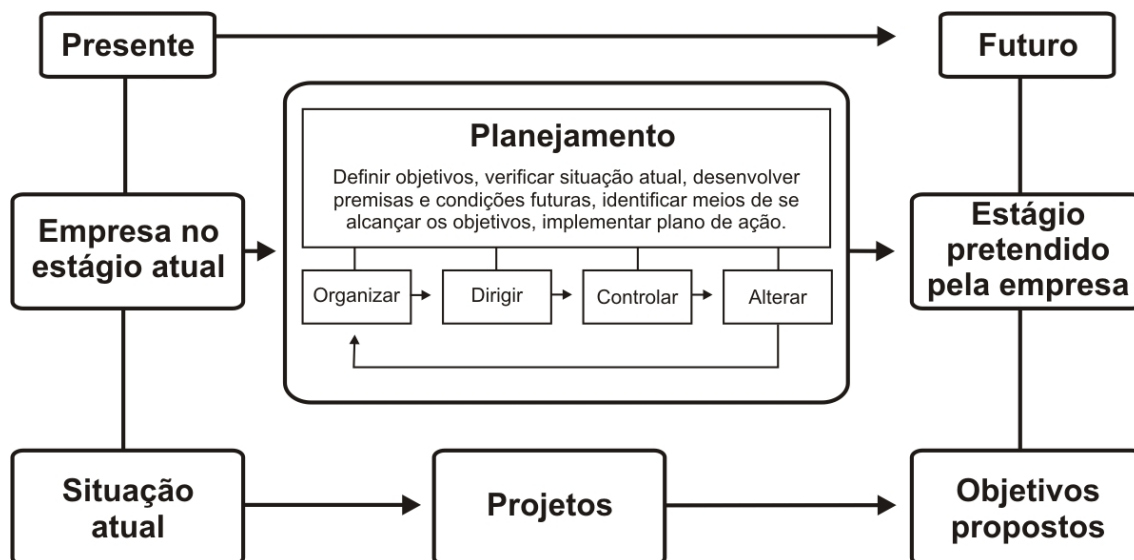 Presente
Futuro
Planejamento
Definir objetivos, verificar situação atual, desenvolver
premisas e condições futuras, identificar meios de se
alcançar os objetivos, implementar plano de ação.
Empresa no
estágio atual
Estágio
pretendido
pela empresa
Organizar
Dirigir
Controlar
Alterar
Situação
atual
Projetos
Objetivos
propostos